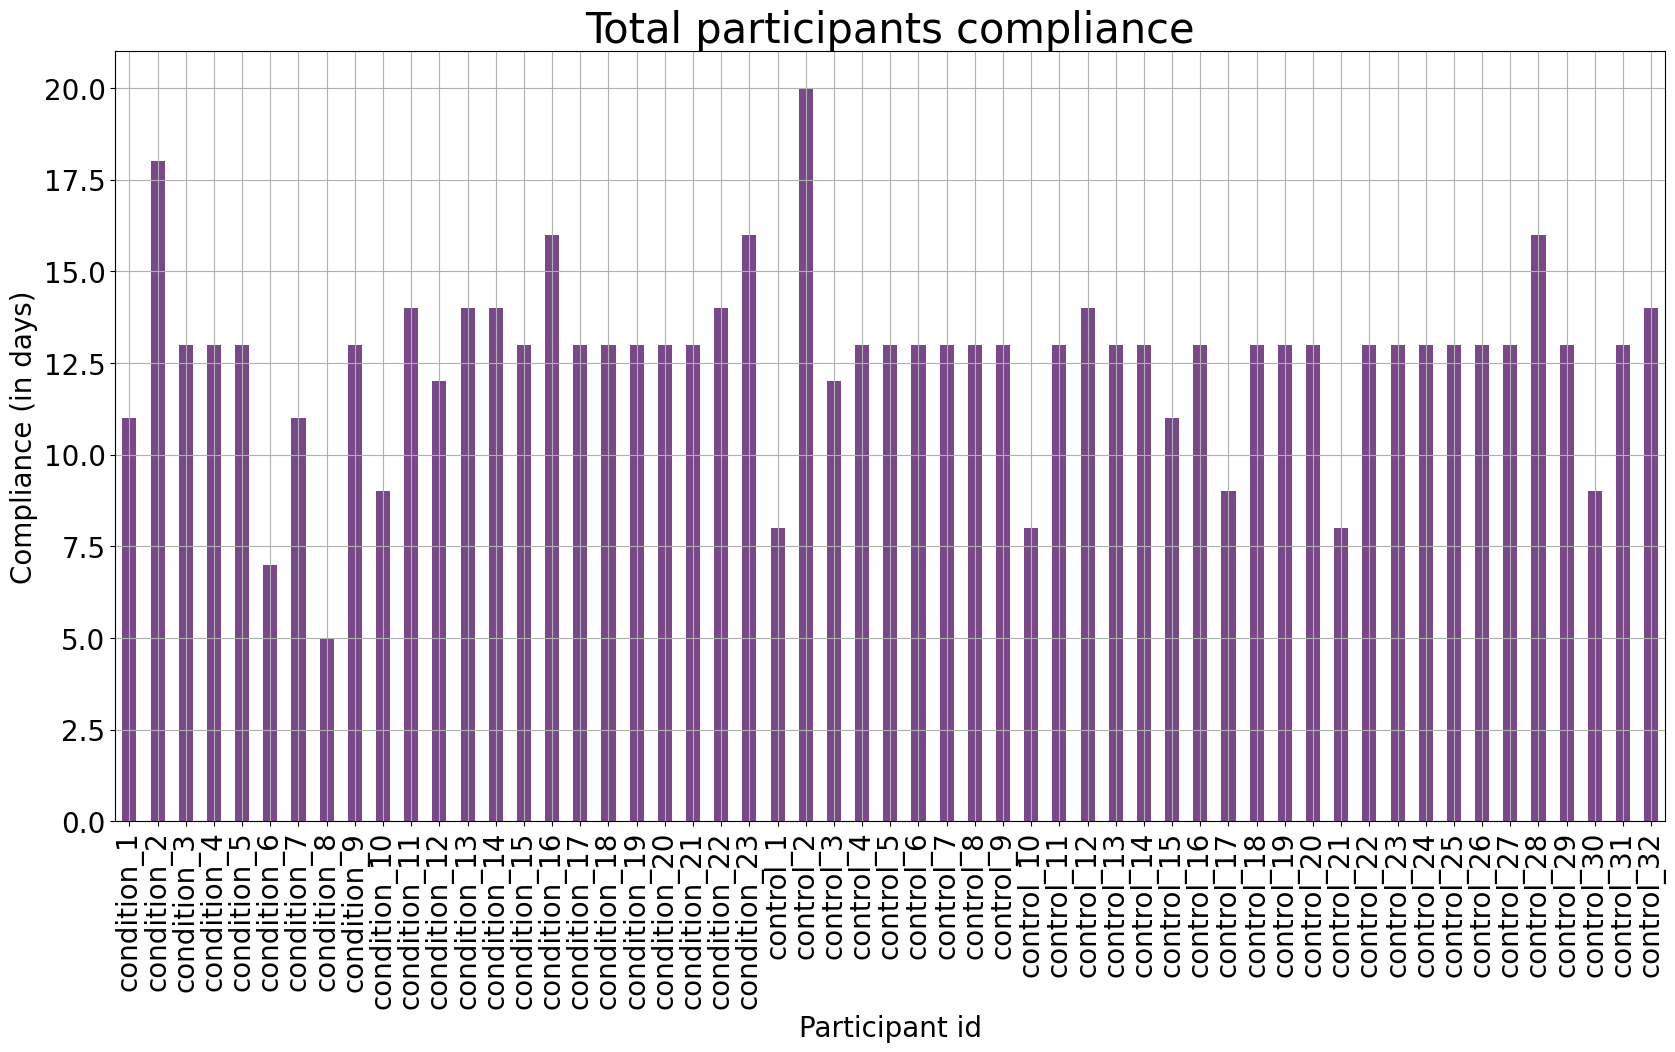 Total participants compliance
Compliance (in days)
20.0
17.5
15.0
12.5
10.0
7.5
5.0
2.5
0.0
condition_1
condition_2
condition_3
condition_4
condition_5
condition_6
condition_7
condition_8
condition_9
condition_10
condition_11
condition_12
condition_13
condition_14
condition_15
condition_16
condition_17
condition_18
condition_19
condition_20
condition_21
condition_22
condition_23
control_1
control_2
control_3
control_4
control_5
control_6
control_7
control_8
control_9
control_10
control_11
control_12
control_13
control_14
control_15
control_16
control_17
control_18
control_19
control_20
control_21
control_22
control_23
control_24
control_25
control_26
control_27
control_28
control_29
control_30
control_31
control_32
Participant id